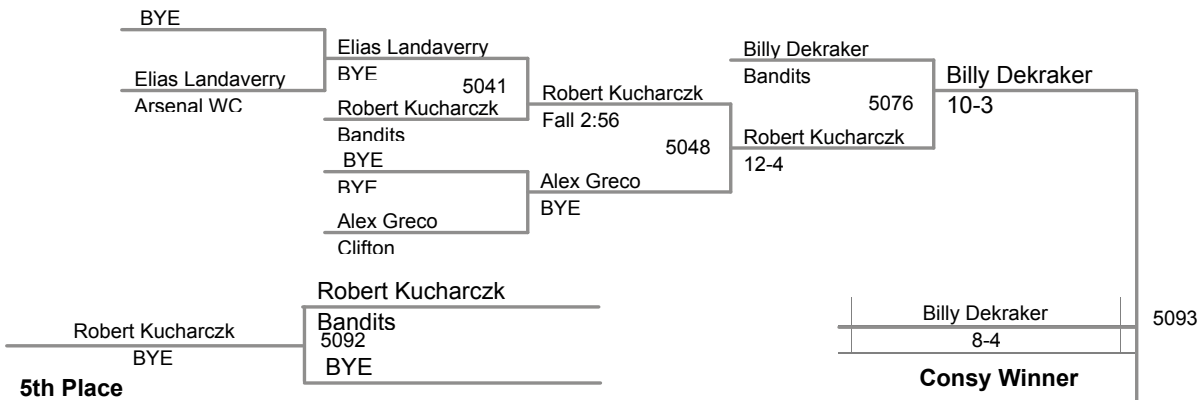 BYE
Elias Landaverry
Arsenal WC
Elias Landaverry
BYE
5041
Robert Kucharczk
Bandits
BYE
BYE
Alex Greco
Clifton
Robert Kucharczk
Fall 2:56
5048
Alex Greco
BYE
Billy Dekraker
Bandits
5076
Robert Kucharczk
12-4
Billy Dekraker
10-3
Robert Kucharczk
Bandits
5092
BYE
Robert Kucharczk
BYE
5th Place
Billy Dekraker
8-4
5093
Consy Winner